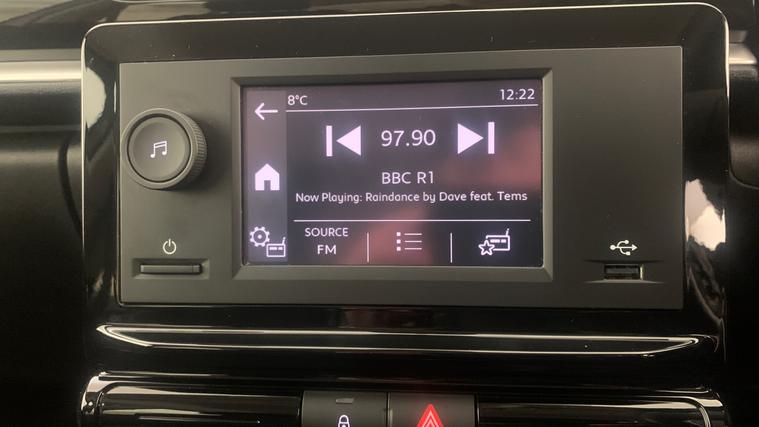 8°C 12:22
97.90
BBC R1
Now Playing: Raindance by Dave feat. Tems
SOURCE
FM